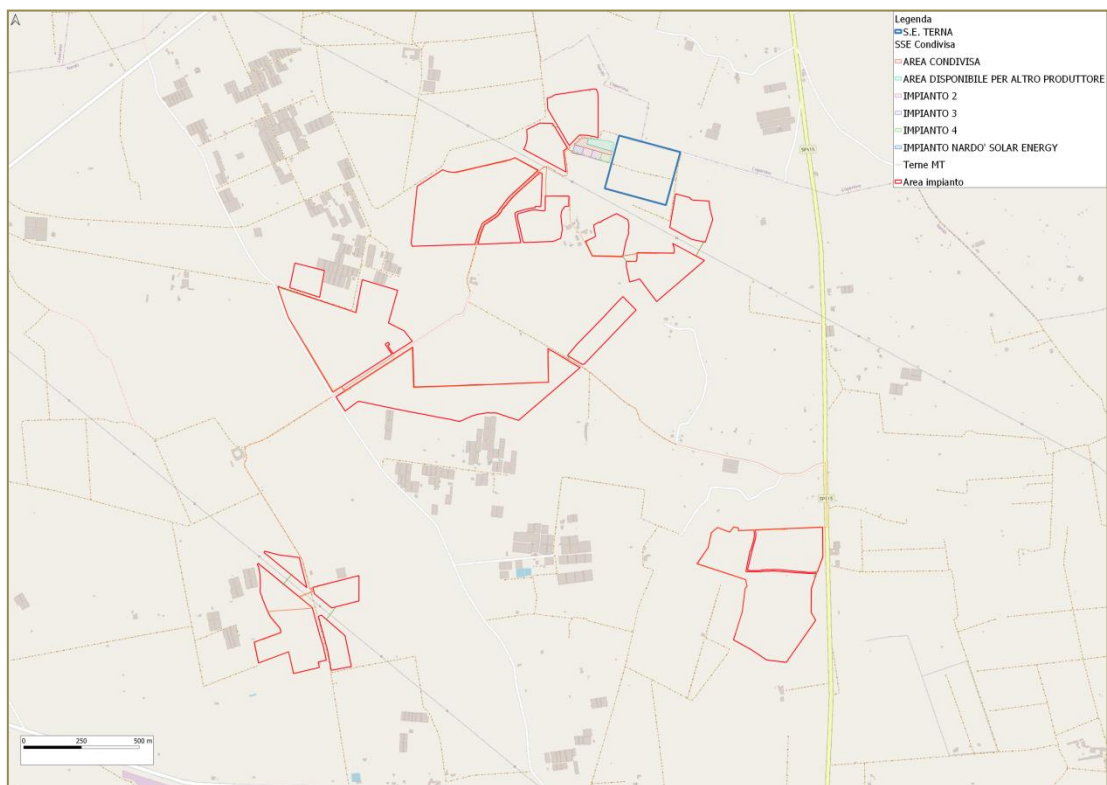 Legenda
S.E. TERNA
SSE Condivisa
AREA CONDIVISA
AREA DISPONIBILE PER ALTRO PRODUTTORE
IMPIANTO 2
IMPIANTO 3
IMPIANTO 4
IMPIANTO NARDO' SOLAR ENERGY
Terne MT
Area impianto
SP115
SP115
0 250 500 m